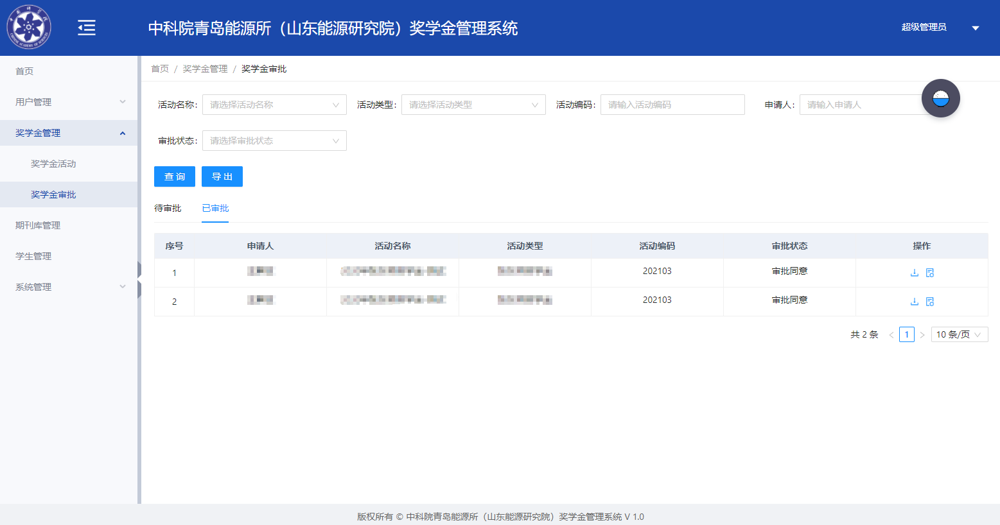 中科院青岛能源所（山东能源研究院）奖学金管理系统
超级管理员
首页
用户管理
奖学金管理
奖学金活动
奖学金审批
期刊库管理
学生管理
系统管理
首页 / 奖学金管理 / 奖学金审批
活动名称: 请选择活动名称 活动类型: 请选择活动类型 活动编码: 请输入活动编码 申请人: 请输入申请人
审批状态: 请选择审批状态
查 询 导 出
待审批 已审批
序号 申请人 活动名称 活动类型 活动编码 审批状态 操作
1 202103 审批同意
2 202103 审批同意
共 2 条 < 1 > 10 条/页
版权所有 © 中科院青岛能源所（山东能源研究院）奖学金管理系统 V 1.0